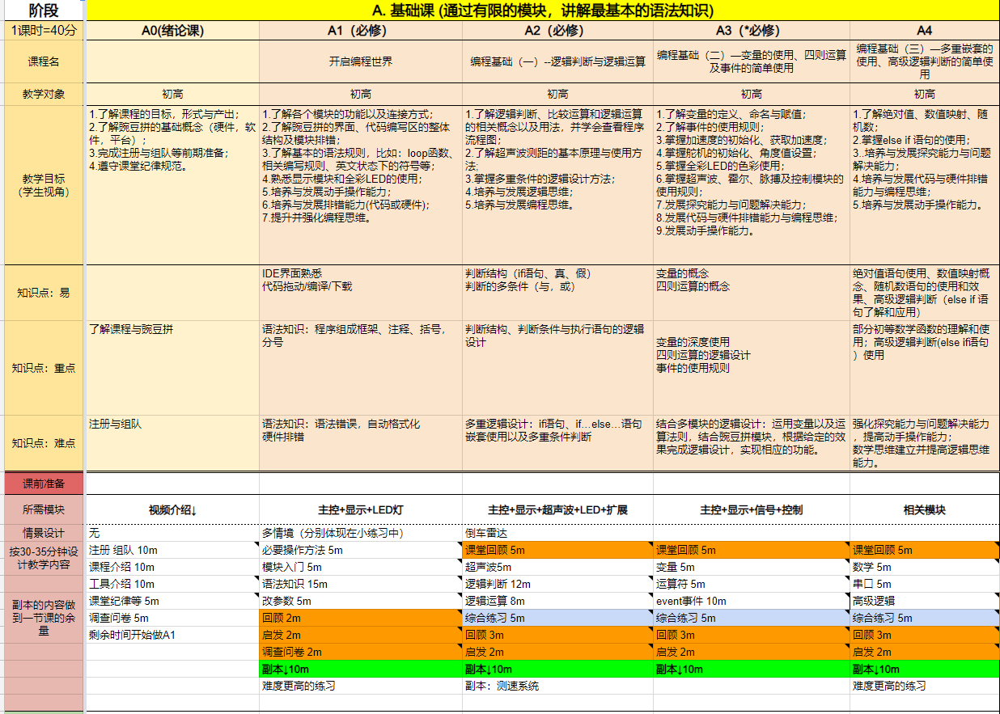 阶段
A. 基础课 (通过有限的模块，讲解最基本的语法知识)
1课时=40分
A0(绪论课)
A1（必修）
A2（必修）
A3（*必修）
A4
课程名
开启编程世界
编程基础（一）--逻辑判断与逻辑运算
编程基础（二）—变量的使用、四则运算
及事件的简单使用
编程基础（三）—多重嵌套的
使用、高级逻辑判断的简单使
用
教学对象
初高
初高
初高
初高
初高
教学目标
（学生视角）
1.了解课程的目标，形式与产出；
2.了解豌豆拼的基础概念（硬件，软
件，平台）；
3.完成注册与组队等前期准备；
4.遵守课堂纪律规范。
1.了解各个模块的功能以及连接方式；
2.了解豌豆拼的界面、代码编写区的整体
结构及模块排错；
3.了解基本的语法规则，比如：loop函数、
相关编写规则、英文状态下的符号等；
4.熟悉显示模块和全彩LED的使用；
5.培养与发展动手操作能力；
6.培养与发展排错能力(代码或硬件)；
7.提升并强化编程思维。
1.了解逻辑判断、比较运算和逻辑运算
的相关概念以及用法，并学会查看程序
流程图；
2.了解超声波测距的基本原理与使用方
法；
3.掌握多重条件的逻辑设计方法；
4.培养与发展逻辑思维；
5.培养与发展编程思维。
1.了解变量的定义、命名与赋值；
2.了解事件的使用规则；
3.掌握加速度的初始化、获取加速度；
4.掌握舵机的初始化、角度值设置；
5.掌握全彩LED的色彩使用；
6.掌握超声波、霍尔、脉搏及控制模块的
使用规则；
7.发展探究能力与问题解决能力；
8.发展代码与硬件排错能力与编程思维；
9.发展动手操作能力。
1.了解绝对值、数值映射、随
机数；
2.掌握else if 语句的使用；
3..培养与发展探究能力与问题
解决能力；
4.培养与发展代码与硬件排错
能力与编程思维；
5.培养与发展动手操作能力。
知识点：易
IDE界面熟悉
代码拖动/编译/下载
判断结构（if语句、真、假）
判断的多条件（与，或）
变量的概念
四则运算的概念
绝对值语句使用、数值映射概
念、随机数语句的使用和效
果、高级逻辑判断（else if 语
句了解和应用）
知识点：重点
了解课程与豌豆拼
语法知识：程序组成框架、注释、括号，
分号
判断结构、判断条件与执行语句的逻辑
设计
变量的深度使用
四则运算的逻辑设计
事件的使用规则
部分初等数学函数的理解和使
用；高级逻辑判断(else if语句
）使用
知识点：难点
注册与组队
语法知识：语法错误，自动格式化
硬件排错
多重逻辑设计：if语句、if…else…语句
嵌套使用以及多重条件判断
结合多模块的逻辑设计：运用变量以及运
算法则，结合豌豆拼模块，根据给定的效
果完成逻辑设计，实现相应的功能。
强化探究能力与问题解决能力
，提高动手操作能力；
数学思维建立并提高逻辑思维
能力。
课前准备
所需模块
视频介绍↓
主控+显示+LED灯
主控+显示+超声波+LED+扩展
主控+显示+信号+控制
相关模块
情景设计
无
多情境（分别体现在小练习中）
倒车雷达
按30-35分钟设
计教学内容
注册 组队 10m
必要操作方法 5m
课堂回顾 5m
课堂回顾 5m
课堂回顾 5m
课程介绍 10m
模块入门 5m
超声波5m
变量 5m
数学 5m
工具介绍 10m
语法知识 15m
逻辑判断 12m
运算符 5m
串口 5m
副本的内容做
到一节课的余
量
课堂纪律等 5m
改参数 5m
逻辑运算 8m
event事件 10m
高级逻辑
调查问卷 5m
回顾 2m
综合练习 5m
综合练习 5m
综合练习 5m
剩余时间开始做A1
启发 2m
回顾 3m
回顾 3m
回顾 3m
调查问卷 2m
启发 2m
启发 2m
启发 2m
副本↓10m
副本↓10m
副本↓10m
副本↓10m
难度更高的练习
副本：测速系统
难度更高的练习